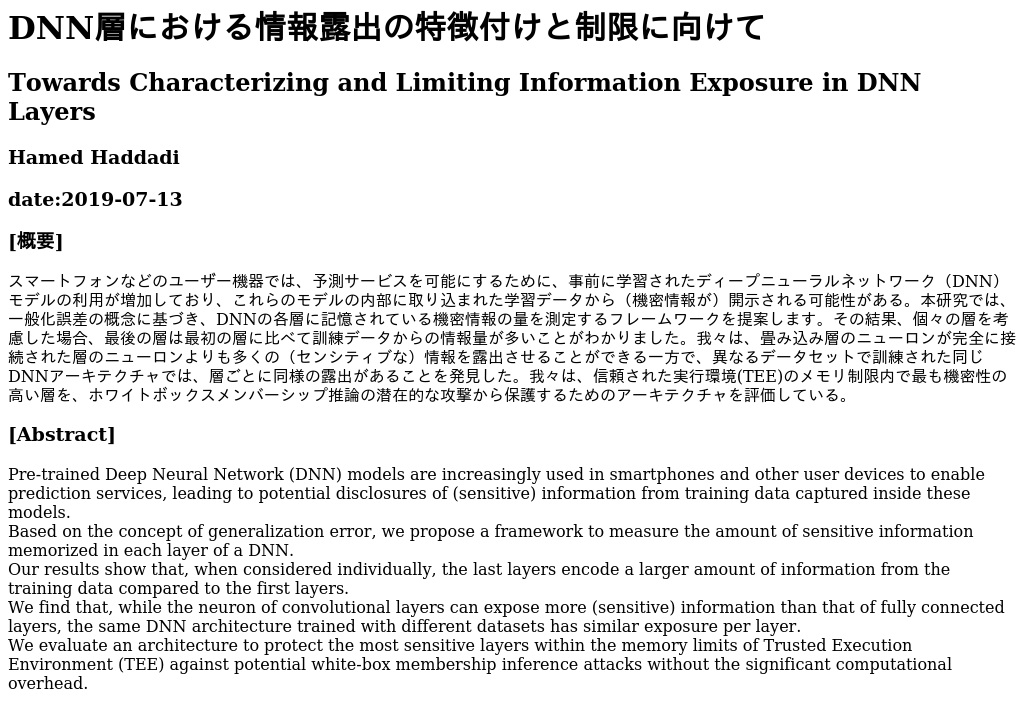 DNN層における情報露出の特徴付けと制限に向けて
Towards Characterizing and Limiting Information Exposure in DNN
Layers
Hamed Haddadi
date:2019-07-13
[概要]
スマートフォンなどのユーザー機器では、予測サービスを可能にするために、事前に学習されたディープニューラルネットワーク（DNN）
モデルの利用が増加しており、これらのモデルの内部に取り込まれた学習データから（機密情報が）開示される可能性がある。本研究では、
一般化誤差の概念に基づき、DNNの各層に記憶されている機密情報の量を測定するフレームワークを提案します。その結果、個々の層を考
慮した場合、最後の層は最初の層に比べて訓練データからの情報量が多いことがわかりました。我々は、畳み込み層のニューロンが完全に接
続された層のニューロンよりも多くの（センシティブな）情報を露出させることができる一方で、異なるデータセットで訓練された同じ
DNNアーキテクチャでは、層ごとに同様の露出があることを発見した。我々は、信頼された実行環境(TEE)のメモリ制限内で最も機密性の
高い層を、ホワイトボックスメンバーシップ推論の潜在的な攻撃から保護するためのアーキテクチャを評価している。
[Abstract]
Pre-trained Deep Neural Network (DNN) models are increasingly used in smartphones and other user devices to enable
prediction services, leading to potential disclosures of (sensitive) information from training data captured inside these
models.
Based on the concept of generalization error, we propose a framework to measure the amount of sensitive information
memorized in each layer of a DNN.
Our results show that, when considered individually, the last layers encode a larger amount of information from the
training data compared to the first layers.
We find that, while the neuron of convolutional layers can expose more (sensitive) information than that of fully connected
layers, the same DNN architecture trained with different datasets has similar exposure per layer.
We evaluate an architecture to protect the most sensitive layers within the memory limits of Trusted Execution
Environment (TEE) against potential white-box membership inference attacks without the significant computational
overhead.